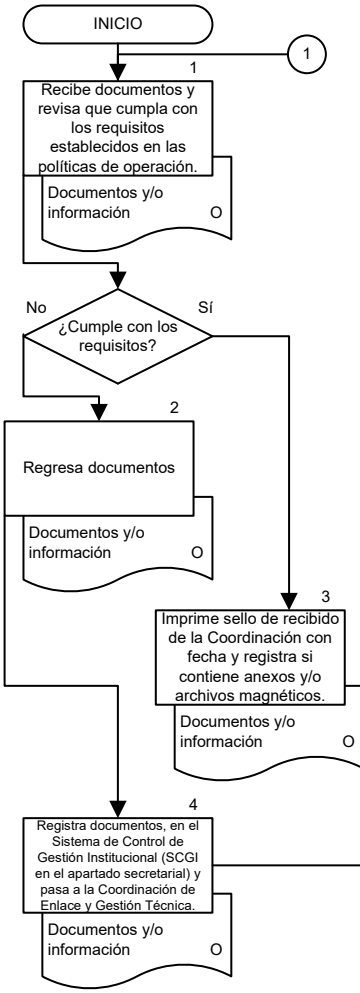 INICIO
1
1
Recibe documentos y
revisa que cumpla con
los requisitos
establecidos en las
políticas de operación.
Documentos y/o
información O
No
Sí
¿Cumple con los
requisitos?
2
Regresa documentos
Documentos y/o
información O
3
Imprime sello de recibido
de la Coordinación con
fecha y registra si
contiene anexos y/o
archivos magnéticos.
Documentos y/o
información O
4
Registra documentos, en el
Sistema de Control de
Gestión Institucional (SCGI
en el apartado secretarial) y
pasa a la Coordinación de
Enlace y Gestión Técnica.
Documentos y/o
información O